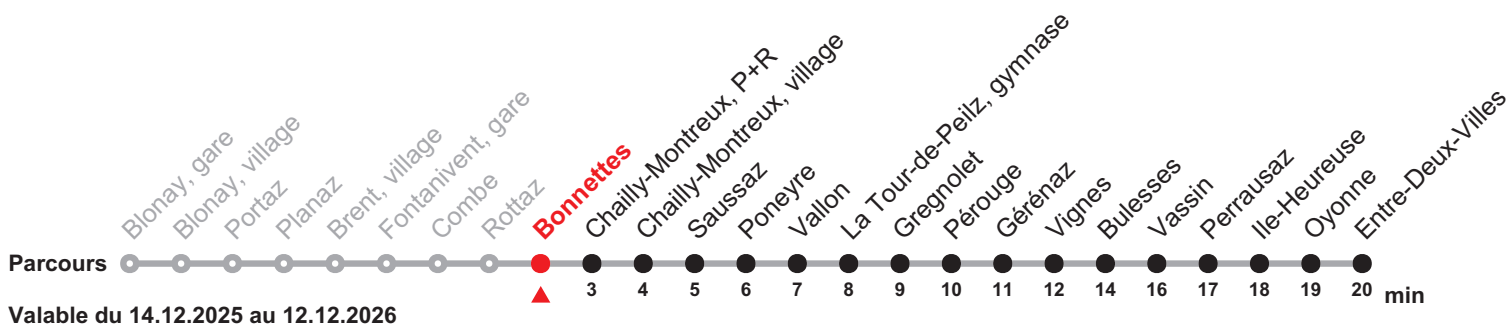 Blonay, gare
Blonay, village
Portaz
Planaz
Brent, village
Fontanivent, gare
Combe
Rottaz
Bonnettes
Chailly-Montreux, P+R
Chailly-Montreux, village
Saussaz
Poneyre
Vallon
La Tour-de-Peilz, gymnase
Gregnolet
Pérouge
Gérénaz
Vignes
Bulesses
Vassin
Perrausaz
Ile-Heureuse
Oyonne
Entre-Deux-Villes
Parcours
3 4 5 6 7 8 9 10 11 12 14 16 17 18 19 20 min
Valable du 14.12.2025 au 12.12.2026